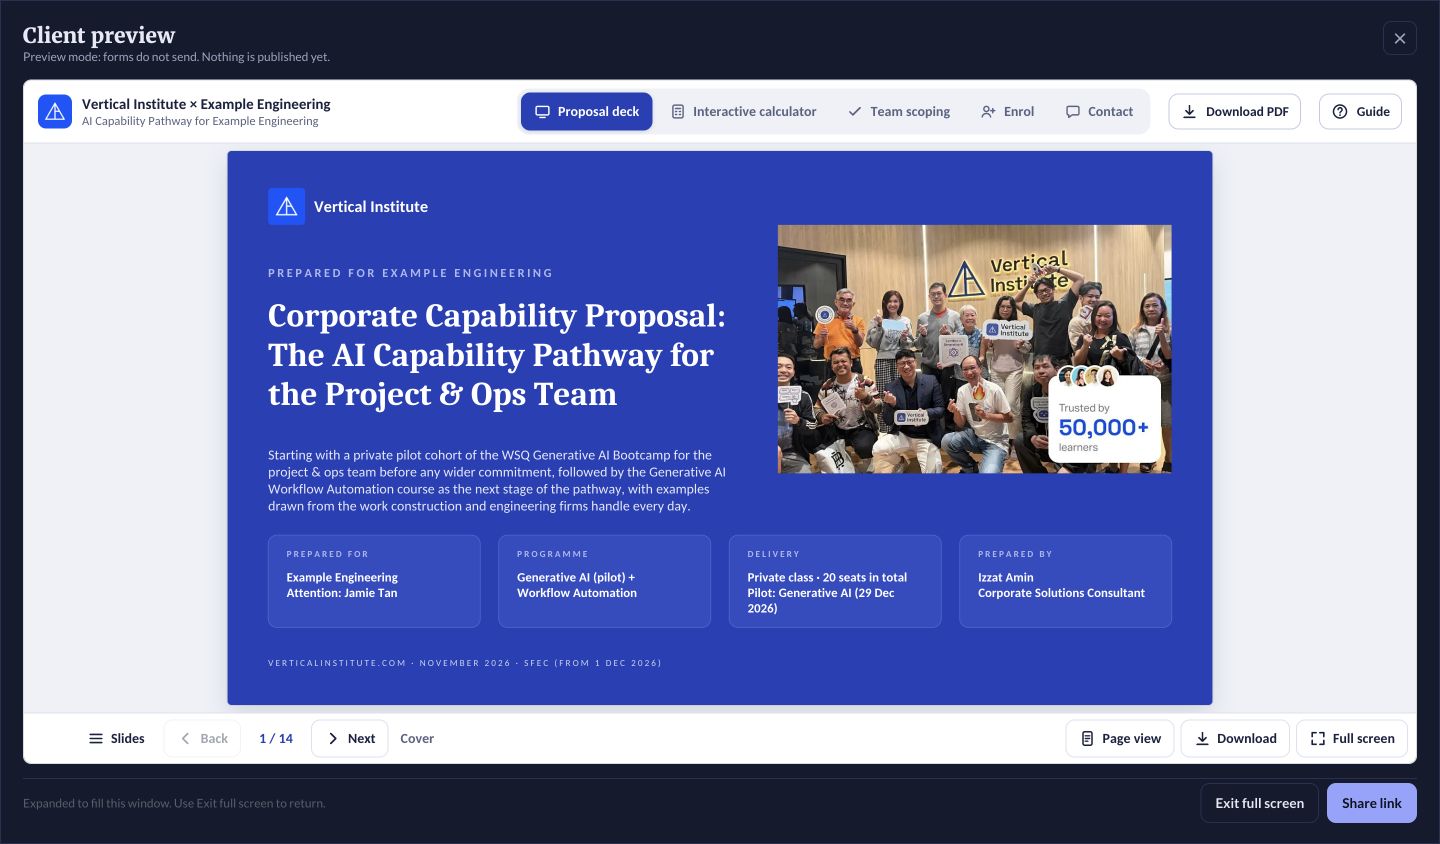 Client preview
Preview mode: forms do not send. Nothing is published yet.
Vertical Institute × Example Engineering
AI Capability Pathway for Example Engineering
Proposal deck
Interactive calculator
Team scoping
Enrol
Contact
Download PDF
Guide
Vertical Institute
PREPARED FOR EXAMPLE ENGINEERING
Corporate Capability Proposal:
The AI Capability Pathway for
the Project & Ops Team
Starting with a private pilot cohort of the WSQ Generative AI Bootcamp for the
project & ops team before any wider commitment, followed by the Generative AI
Workflow Automation course as the next stage of the pathway, with examples
drawn from the work construction and engineering firms handle every day.
Vertical
Institute
Vertical
Institute
Vertical
Institute
Trusted by
50,000+
learners
PREPARED FOR
Example Engineering
Attention: Jamie Tan
PROGRAMME
Generative AI (pilot) +
Workflow Automation
DELIVERY
Private class · 20 seats in total
Pilot: Generative AI (29 Dec
2026)
PREPARED BY
Izzat Amin
Corporate Solutions Consultant
VERTICALINSTITUTE.COM · NOVEMBER 2026 · SFEC (FROM 1 DEC 2026)
Slides
Back
1 / 14
Next
Cover
Page view
Download
Full screen
Expanded to fill this window. Use Exit full screen to return.
Exit full screen
Share link